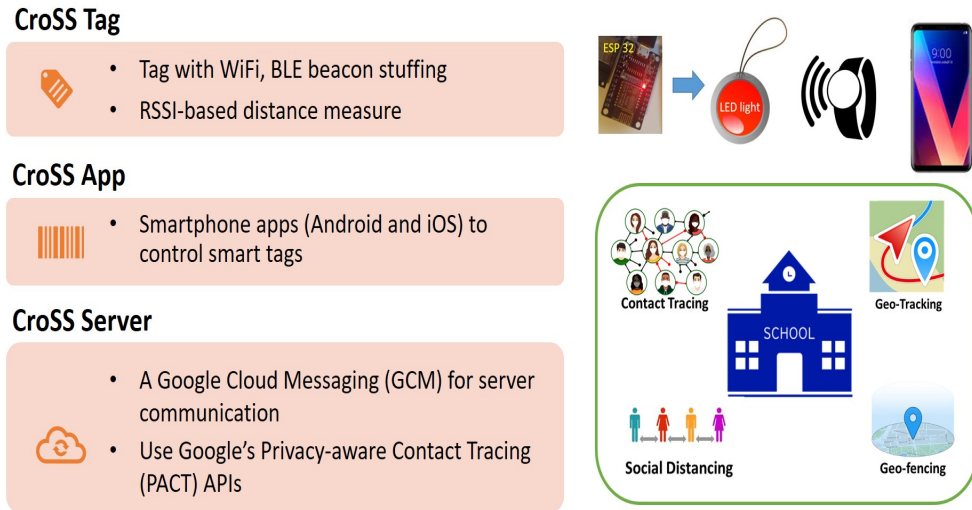 CroSS Tag
• Tag with WiFi, BLE beacon stuffing
• RSSI-based distance measure
CroSS App
• Smartphone apps (Android and iOS) to
control smart tags
CroSS Server
• A Google Cloud Messaging (GCM) for server
communication
• Use Google's Privacy-aware Contact Tracing
(PACT) APIs
ESP 32
LED light
9:00
Contact Tracing
SCHOOL
Geo-Tracking
Social Distancing
Geo-fencing